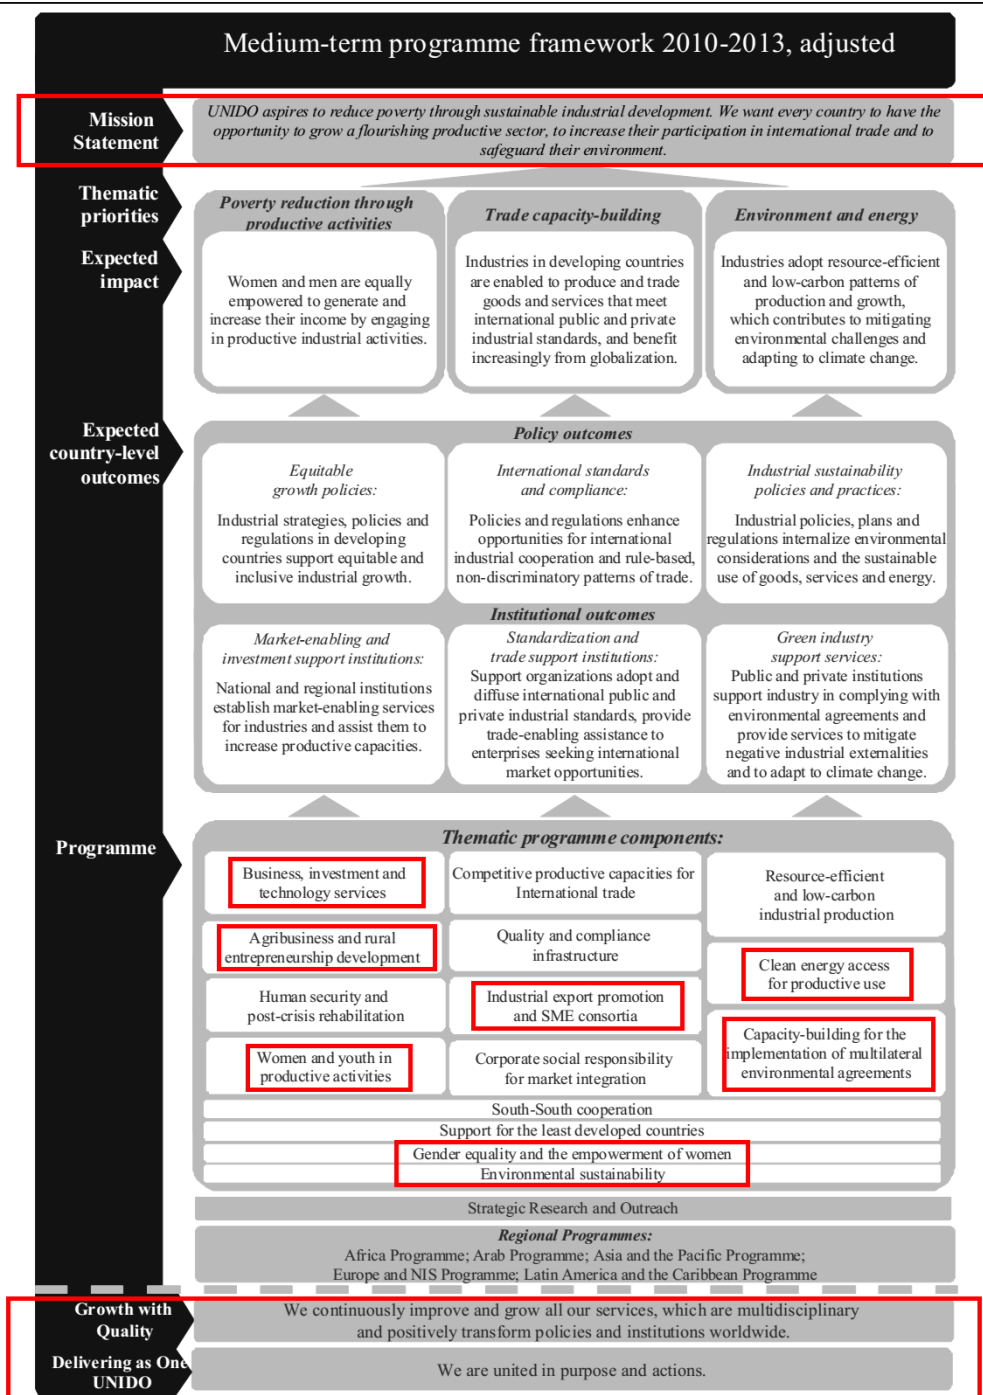 Medium-term programme framework 2010-2013, adjusted
Mission
Statement
UNIDO aspires to reduce poverty through sustainable industrial development. We want every country to have the
opportunity to grow a flourishing productive sector, to increase their participation in international trade and to
safeguard their environment.
Thematic
priorities
Poverty reduction through
productive activities
Trade capacity-building
Environment and energy
Expected
impact
Women and men are equally
empowered to generate and
increase their income by engaging
in productive industrial activities.
Industries in developing countries
are enabled to produce and trade
goods and services that meet
international public and private
industrial standards, and benefit
increasingly from globalization.
Industries adopt resource-efficient
and low-carbon patterns of
production and growth,
which contributes to mitigating
environmental challenges and
adapting to climate change.
Expected
country-level
outcomes
Policy outcomes
Equitable
growth policies:
Industrial strategies, policies and
regulations in developing
countries support equitable and
inclusive industrial growth.
International standards
and compliance:
Policies and regulations enhance
opportunities for international
industrial cooperation and rule-based,
non-discriminatory patterns of trade.
Industrial sustainability
policies and practices:
Industrial policies, plans and
regulations internalize environmental
considerations and the sustainable
use of goods, services and energy.
Institutional outcomes
Market-enabling and
investment support institutions:
National and regional institutions
establish market-enabling services
for industries and assist them to
increase productive capacities.
Standardization and
trade support institutions:
Support organizations adopt and
diffuse international public and
private industrial standards, provide
trade-enabling assistance to
enterprises seeking international
market opportunities.
Green industry
support services:
Public and private institutions
support industry in complying with
environmental agreements and
provide services to mitigate
negative industrial externalities
and to adapt to climate change.
Programme
Thematic programme components:
Business, investment and
technology services
Agribusiness and rural
entrepreneurship development
Human security and
post-crisis rehabilitation
Women and youth in
productive activities
Competitive productive capacities for
International trade
Quality and compliance
infrastructure
Industrial export promotion
and SME consortia
Corporate social responsibility
for market integration
Resource-efficient
and low-carbon
industrial production
Clean energy access
for productive use
Capacity-building for the
implementation of multilateral
environmental agreements
South-South cooperation
Support for the least developed countries
Gender equality and the empowerment of women
Environmental sustainability
Strategic Research and Outreach
Regional Programmes:
Africa Programme; Arab Programme; Asia and the Pacific Programme;
Europe and NIS Programme; Latin America and the Caribbean Programme
Growth with
Quality
We continuously improve and grow all our services, which are multidisciplinary
and positively transform policies and institutions worldwide.
Delivering as One
UNIDO
We are united in purpose and actions.